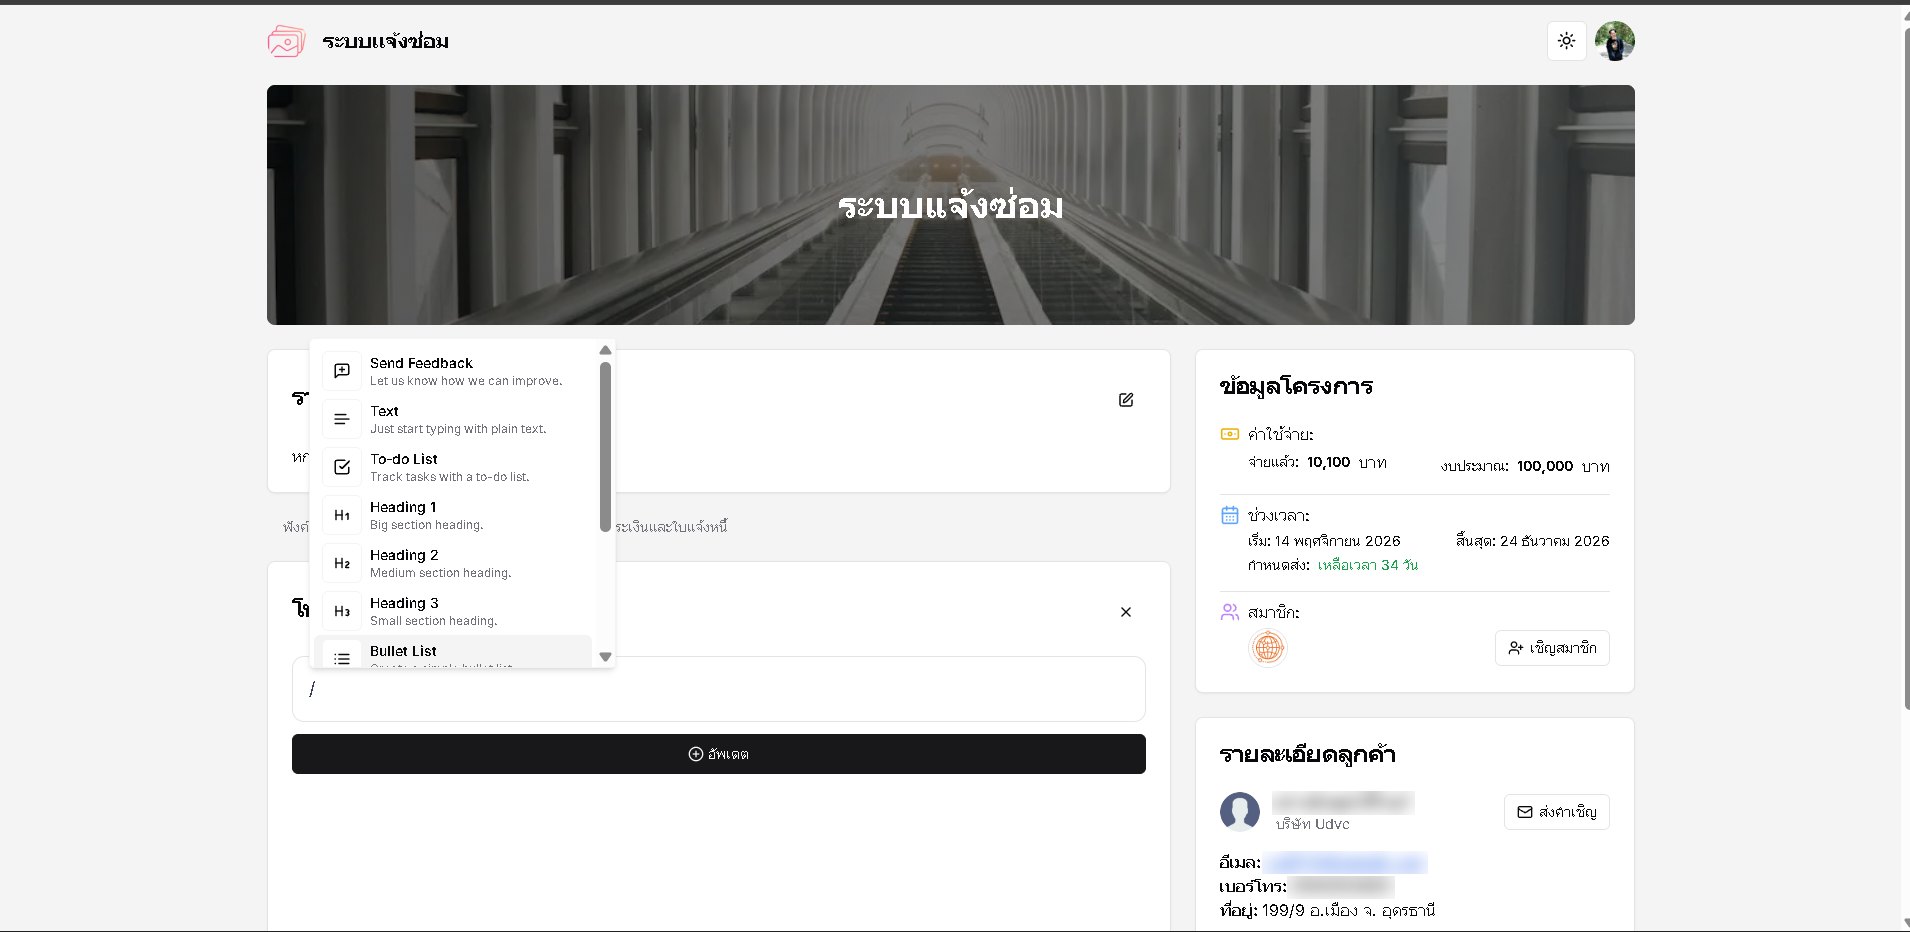 ระบบแจ้งซ่อม
ระบบแจ้งซ่อม
Send Feedback
Let us know how we can improve.
Text
Just start typing with plain text.
To-do List
Track tasks with a to-do list.
Heading 1
Big section heading.
Heading 2
Medium section heading.
Heading 3
Small section heading.
Bullet List
ระเงินและใบแจ้งหนี้
/
อัพเดต
ข้อมูลโครงการ
ค่าใช้จ่าย:
จ่ายแล้ว: 10,100 บาท
งบประมาณ: 100,000 บาท
ช่วงเวลา:
เริ่ม: 14 พฤศจิกายน 2026
สิ้นสุด: 24 ธันวาคม 2026
กำหนดส่ง: เหลือเวลา 34 วัน
สมาชิก:
เชิญสมาชิก
รายละเอียดลูกค้า
บริษัท Udvc
ส่งคำเชิญ
อีเมล:
เบอร์โทร:
ที่อยู่: 199/9 อ.เมือง จ. อุดรธานี